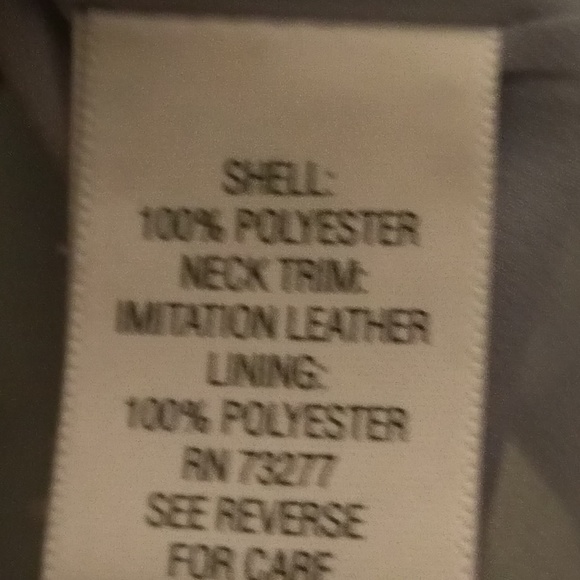 SHELL:
100% POLYESTER
NECK TRIM:
IMITATION LEATHER
LINING:
100% POLYESTER
RN 73277
SEE REVERSE
FOR CARE